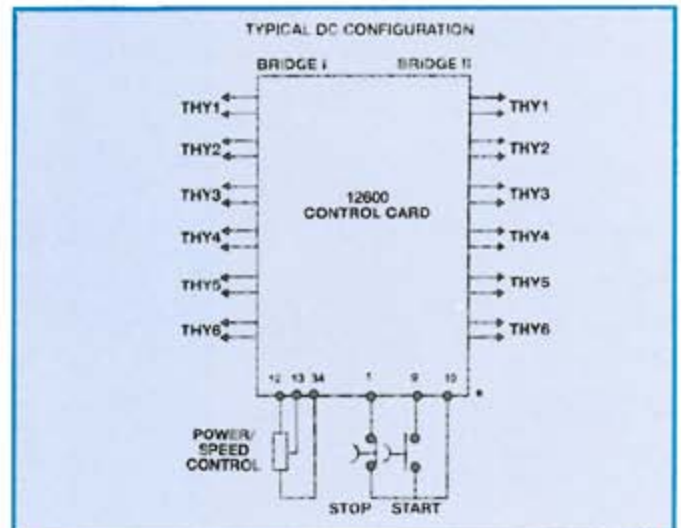 TYPICAL DC CONFIGURATION
BRIDGE I BRIDGE II
THY1 THY1
THY2 THY2
THY3 THY3
12600
CONTROL CARD
THY4 THY4
THY5 THY5
THY6 THY6
12 13 34 1 9 10 *
POWER/
SPEED
CONTROL
STOP START